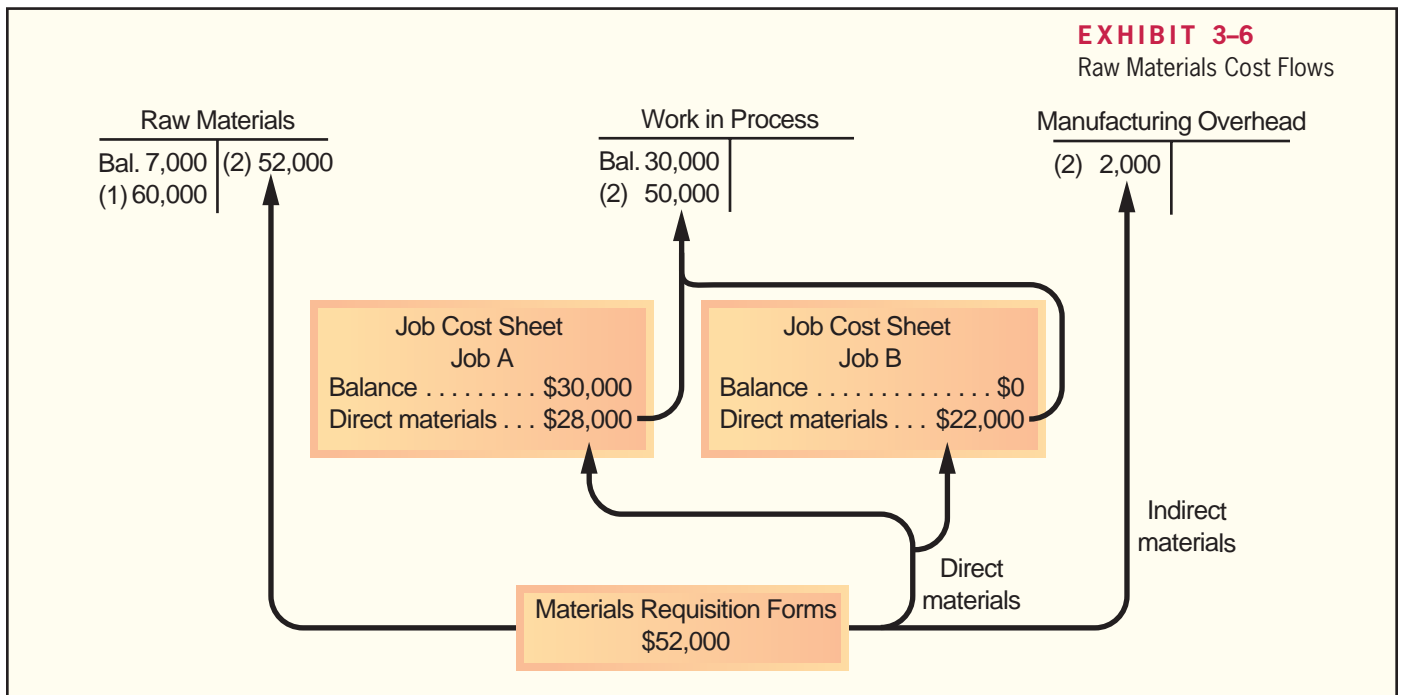 EXHIBIT 3–6
Raw Materials Cost Flows
Raw Materials
Bal. 7,000 (2) 52,000
(1) 60,000
Work in Process
Bal. 30,000
(2) 50,000
Manufacturing Overhead
(2) 2,000
Job Cost Sheet
Job A
Balance ......... $30,000
Direct materials ... $28,000
Job Cost Sheet
Job B
Balance .............. $0
Direct materials ... $22,000
Indirect
materials
Direct
materials
Materials Requisition Forms
$52,000